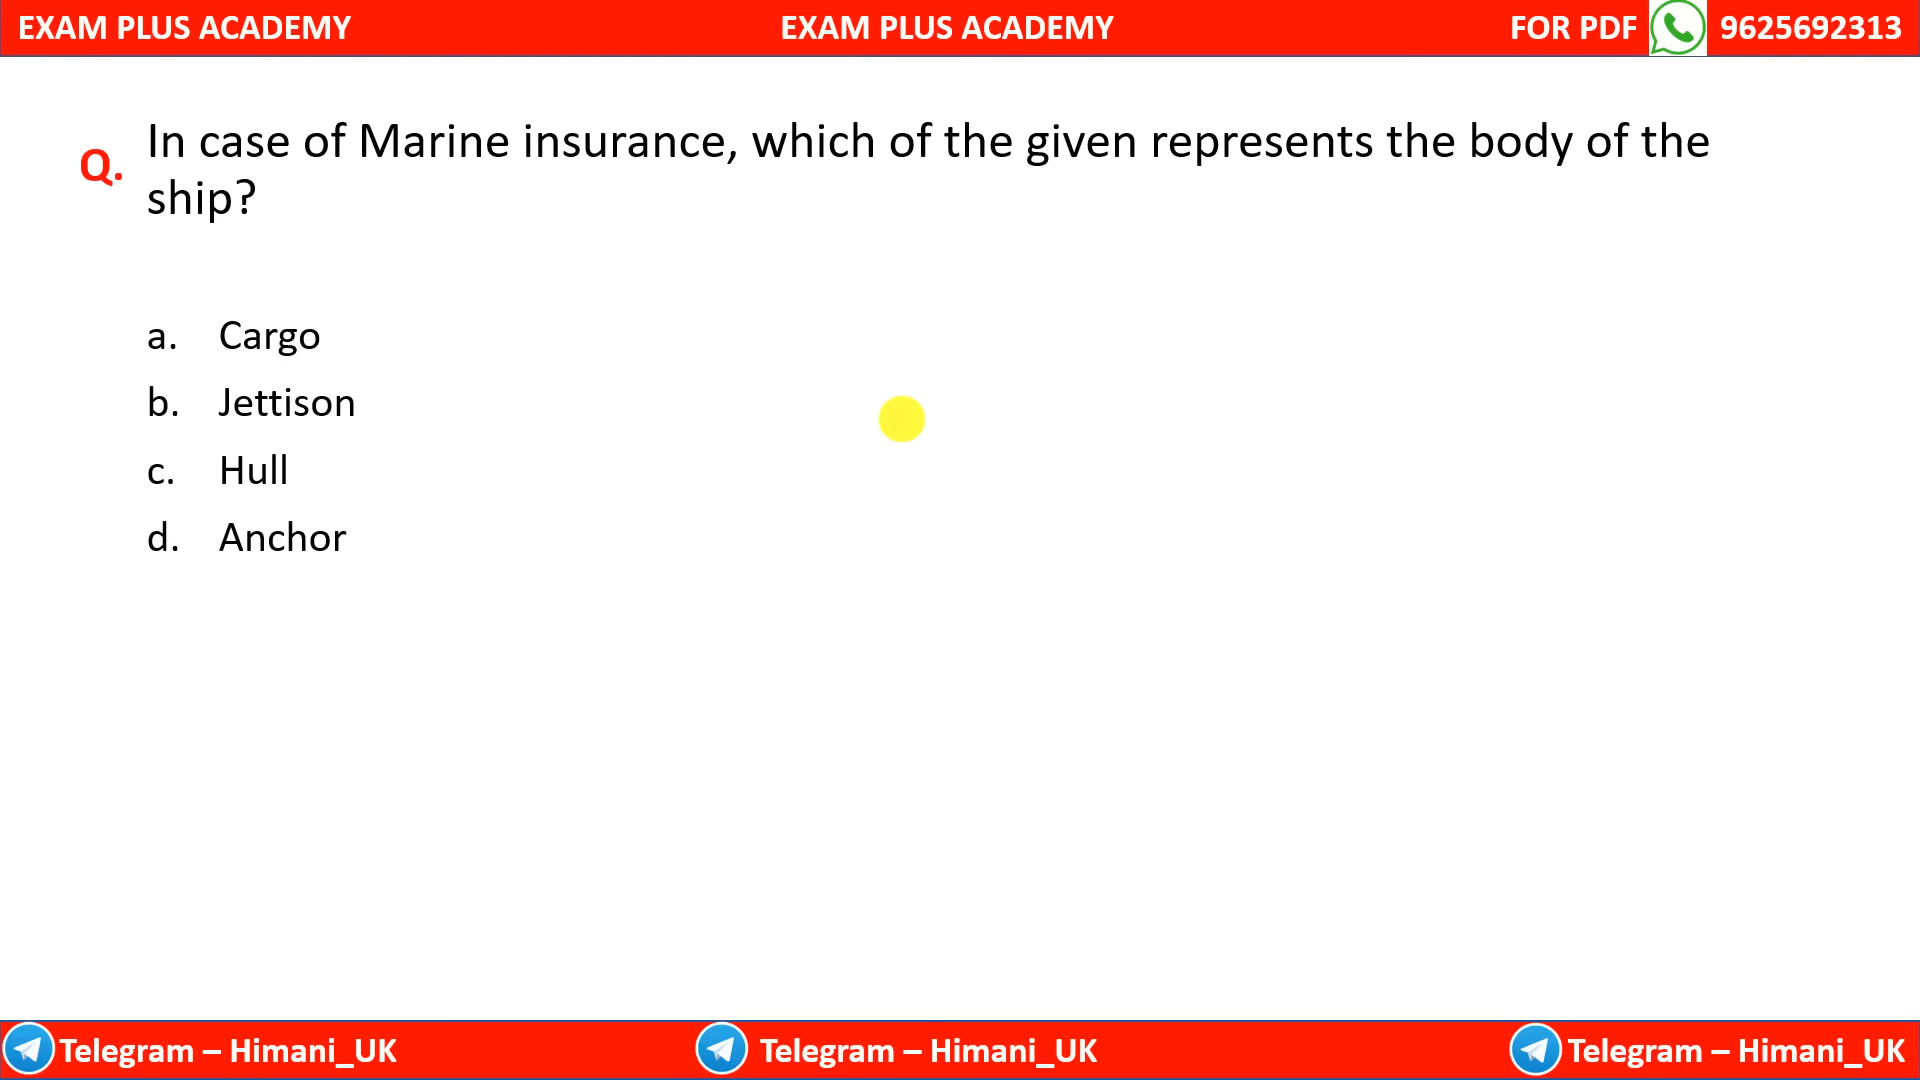 EXAM PLUS ACADEMY EXAM PLUS ACADEMY FOR PDF 9625692313
Q. In case of Marine insurance, which of the given represents the body of the
ship?
a. Cargo
b. Jettison
c. Hull
d. Anchor
Telegram – Himani_UK Telegram – Himani_UK Telegram – Himani_UK